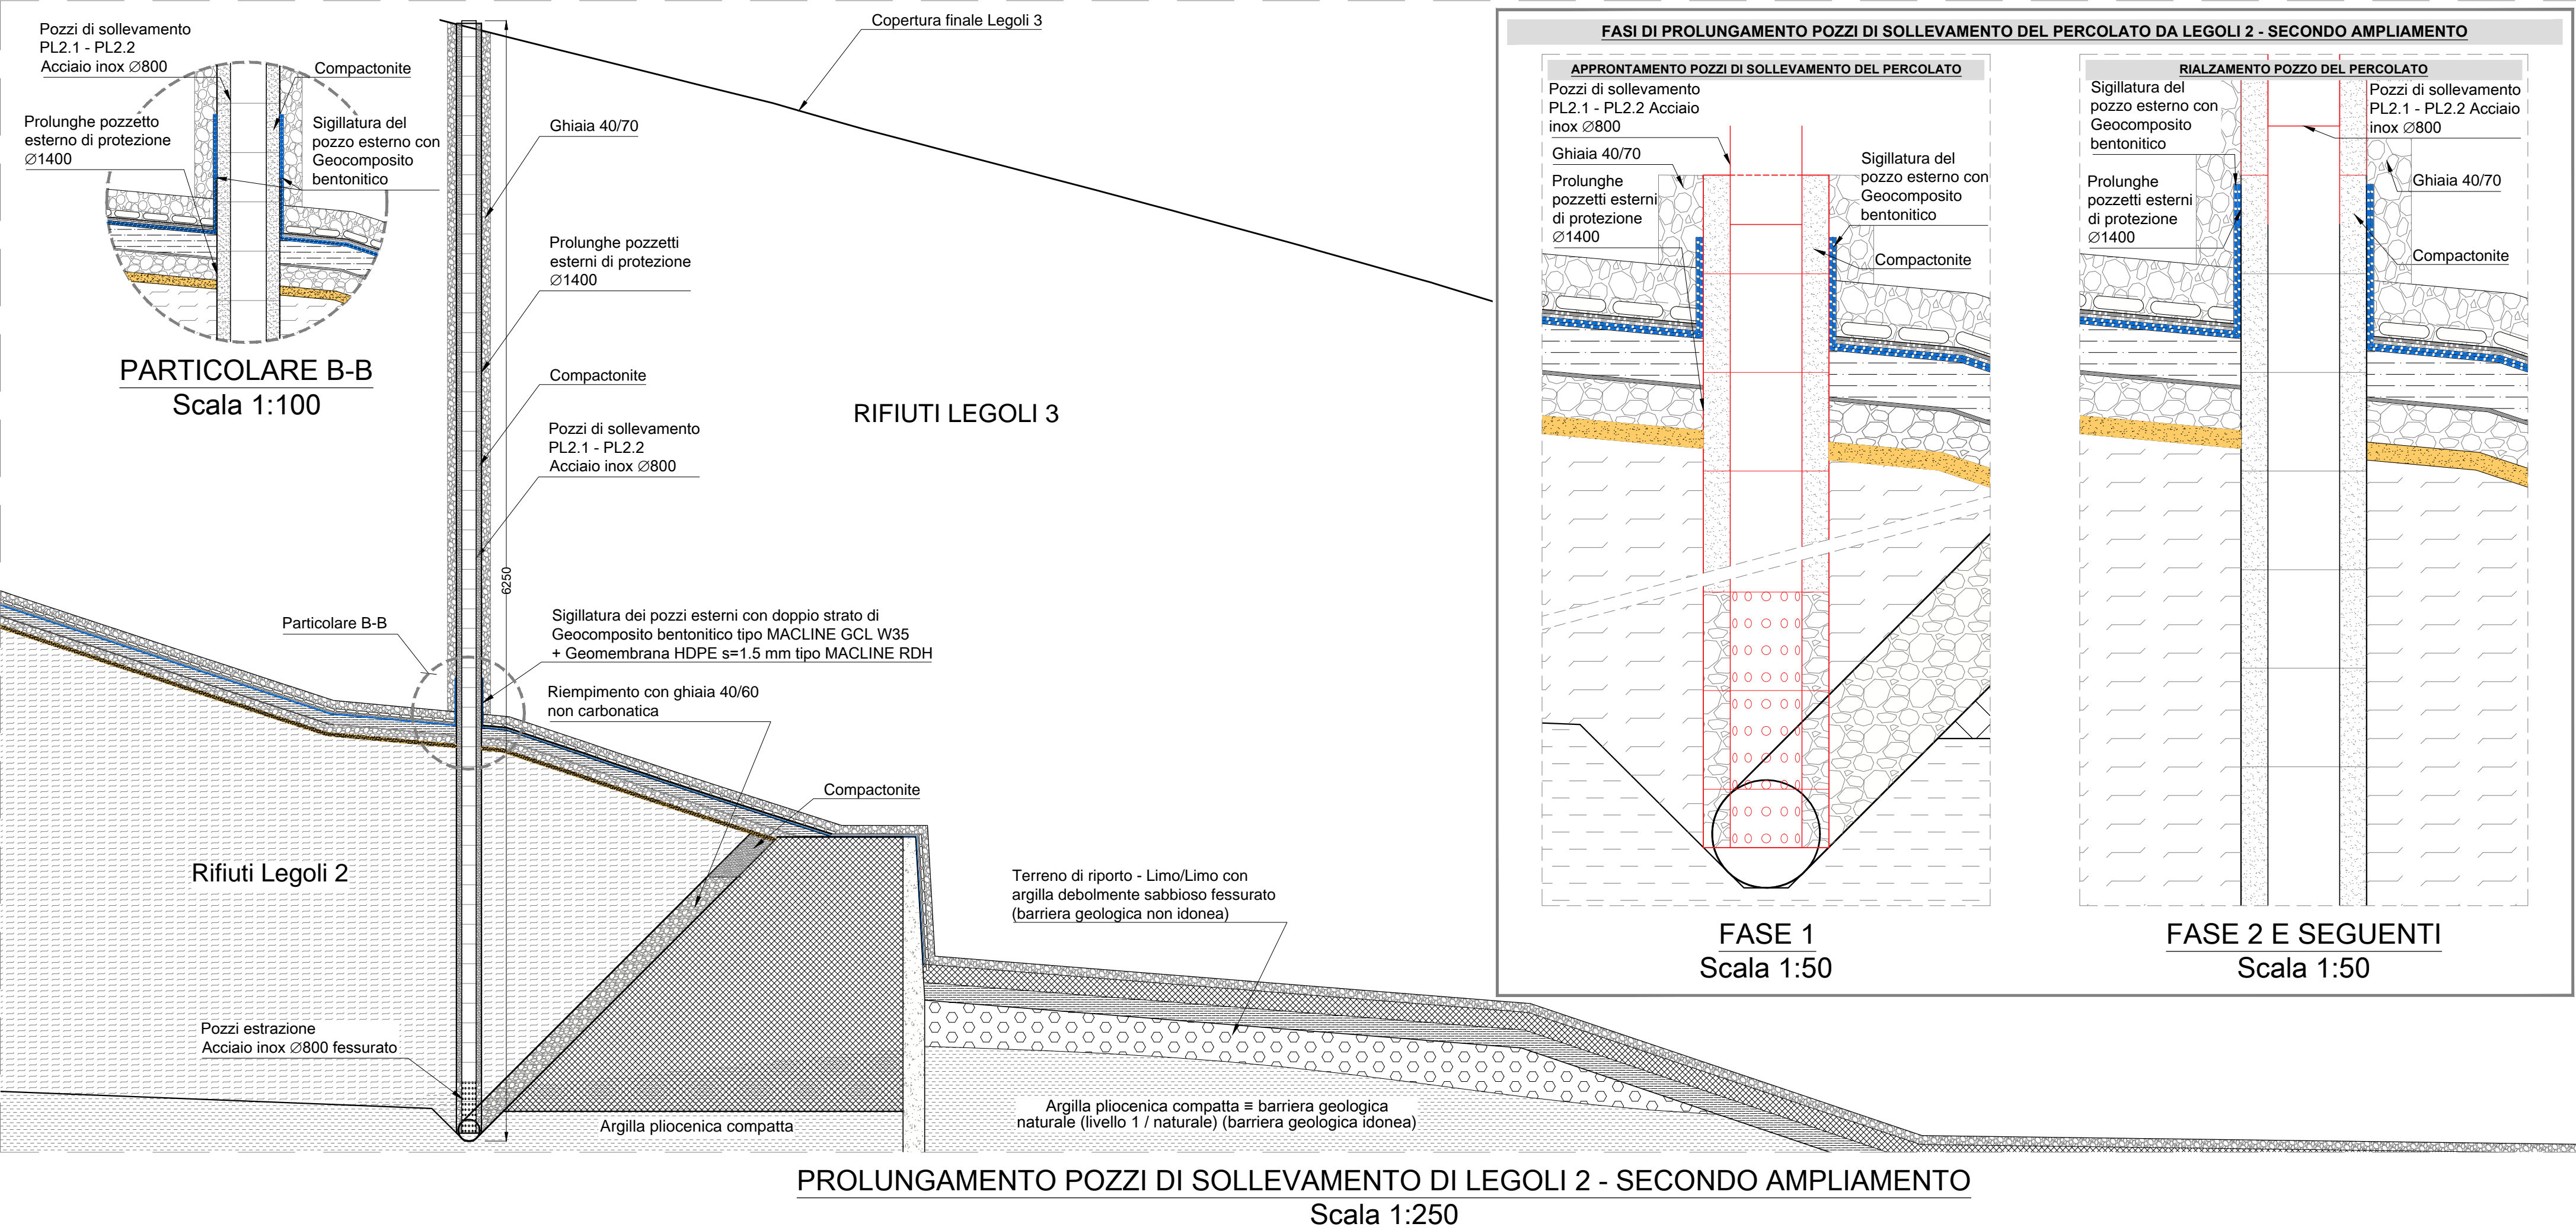 Pozzi di sollevamento
PL2.1 - PL2.2
Acciaio inox ∅800
Compactonite
Prolunghe pozzetto
esterno di protezione
∅1400
Sigillatura del
pozzo esterno con
Geocomposito
bentonitico
PARTICOLARE B-B
Scala 1:100
Copertura finale Legoli 3
Ghiaia 40/70
Prolunghe pozzetti
esterni di protezione
∅1400
Compactonite
Pozzi di sollevamento
PL2.1 - PL2.2
Acciaio inox ∅800
RIFIUTI LEGOLI 3
6250
Particolare B-B
Sigillatura dei pozzi esterni con doppio strato di
Geocomposito bentonitico tipo MACLINE GCL W35
+ Geomembrana HDPE s=1.5 mm tipo MACLINE RDH
Riempimento con ghiaia 40/60
non carbonatica
Compactonite
Rifiuti Legoli 2
Terreno di riporto - Limo/Limo con
argilla debolmente sabbioso fessurato
(barriera geologica non idonea)
Pozzi estrazione
Acciaio inox ∅800 fessurato
Argilla pliocenica compatta
Argilla pliocenica compatta ≡ barriera geologica
naturale (livello 1 / naturale) (barriera geologica idonea)
FASI DI PROLUNGAMENTO POZZI DI SOLLEVAMENTO DEL PERCOLATO DA LEGOLI 2 - SECONDO AMPLIAMENTO
APPRONTAMENTO POZZI DI SOLLEVAMENTO DEL PERCOLATO
Pozzi di sollevamento
PL2.1 - PL2.2 Acciaio
inox ∅800
Ghiaia 40/70
Prolunghe
pozzetti esterni
di protezione
∅1400
Sigillatura del
pozzo esterno con
Geocomposito
bentonitico
Compactonite
FASE 1
Scala 1:50
RIALZAMENTO POZZO DEL PERCOLATO
Sigillatura del
pozzo esterno con
Geocomposito
bentonitico
Pozzi di sollevamento
PL2.1 - PL2.2 Acciaio
inox ∅800
Prolunghe
pozzetti esterni
di protezione
∅1400
Ghiaia 40/70
Compactonite
FASE 2 E SEGUENTI
Scala 1:50
PROLUNGAMENTO POZZI DI SOLLEVAMENTO DI LEGOLI 2 - SECONDO AMPLIAMENTO
Scala 1:250